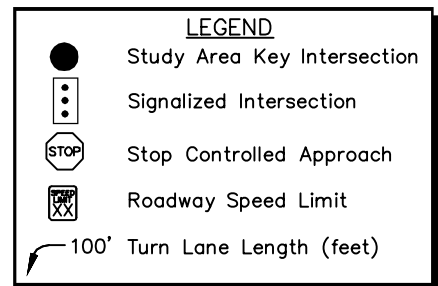 LEGEND
Study Area Key Intersection
Signalized Intersection
STOP Stop Controlled Approach
SPEED
LIMIT
XX Roadway Speed Limit
100' Turn Lane Length (feet)